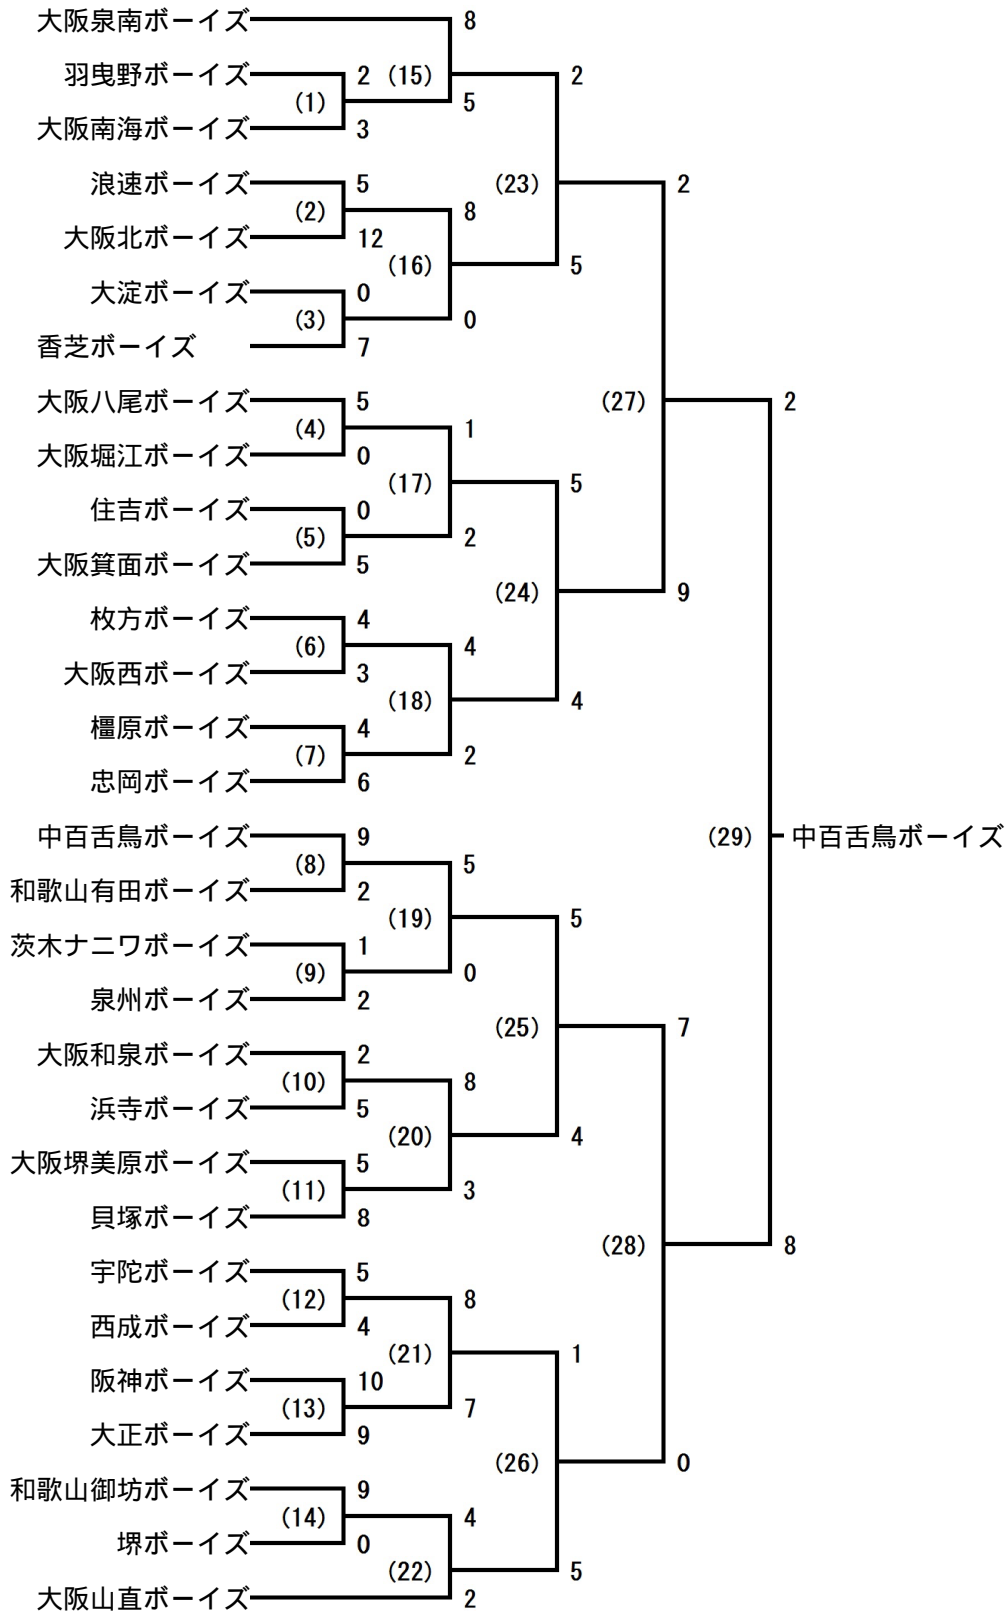 大阪泉南ボーイズ 8
羽曳野ボーイズ 2 (15) 2
(1) 5
大阪南海ボーイズ 3
浪速ボーイズ 5 (23) 2
(2) 8
大阪北ボーイズ 12
(16) 5
大淀ボーイズ 0
(3) 0
香芝ボーイズ 7
大阪八尾ボーイズ 5 (27) 2
(4) 1
大阪堀江ボーイズ 0
(17) 5
住吉ボーイズ 0
(5) 2
大阪箕面ボーイズ 5
(24) 9
枚方ボーイズ 4
(6) 4
大阪西ボーイズ 3
(18) 4
橿原ボーイズ 4
(7) 2
忠岡ボーイズ 6
中百舌鳥ボーイズ 9 (29) 中百舌鳥ボーイズ
(8) 5
和歌山有田ボーイズ 2
(19) 5
茨木ナニワボーイズ 1
(9) 0
泉州ボーイズ 2
(25) 7
大阪和泉ボーイズ 2
(10) 8
浜寺ボーイズ 5
(20) 4
大阪堺美原ボーイズ 5
(11) 3
貝塚ボーイズ 8
(28) 8
宇陀ボーイズ 5
(12) 8
西成ボーイズ 4
(21) 1
阪神ボーイズ 10
(13) 7
大正ボーイズ 9
(26) 0
和歌山御坊ボーイズ 9
(14) 4
堺ボーイズ 0
(22) 5
大阪山直ボーイズ 2